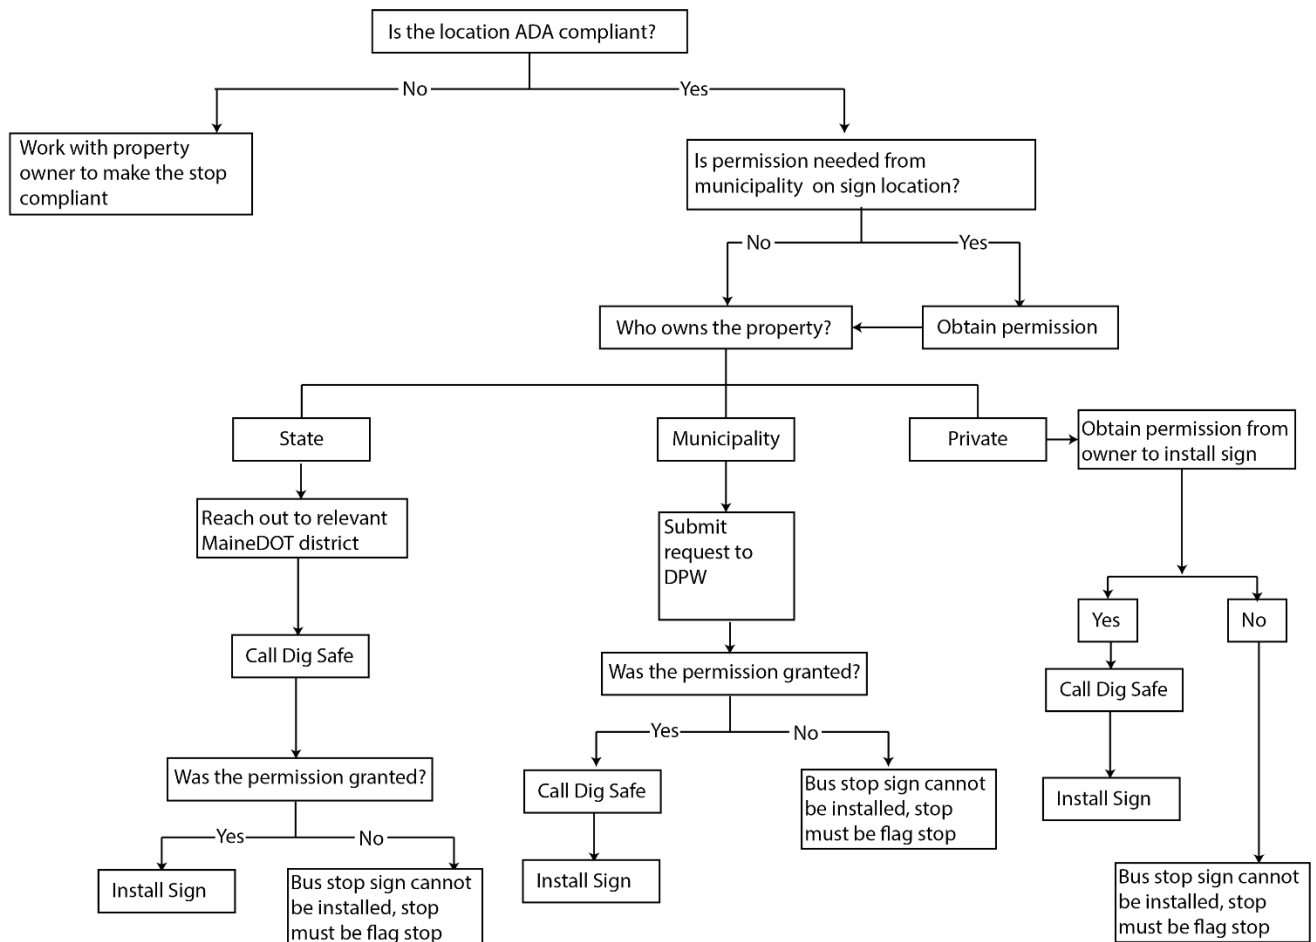 Is the location ADA compliant?
No
Yes
Work with property
owner to make the stop
compliant
Is permission needed from
municipality on sign location?
No
Yes
Who owns the property?
Obtain permission
State
Municipality
Private
Obtain permission from
owner to install sign
Reach out to relevant
MaineDOT district
Submit
request to
DPW
Yes
No
Call Dig Safe
Was the permission granted?
Call Dig Safe
Yes
No
Was the permission granted?
Call Dig Safe
Bus stop sign cannot
be installed, stop
must be flag stop
Install Sign
Yes
No
Install Sign
Bus stop sign cannot
be installed, stop
must be flag stop
Install Sign
Bus stop sign cannot
be installed, stop
must be flag stop